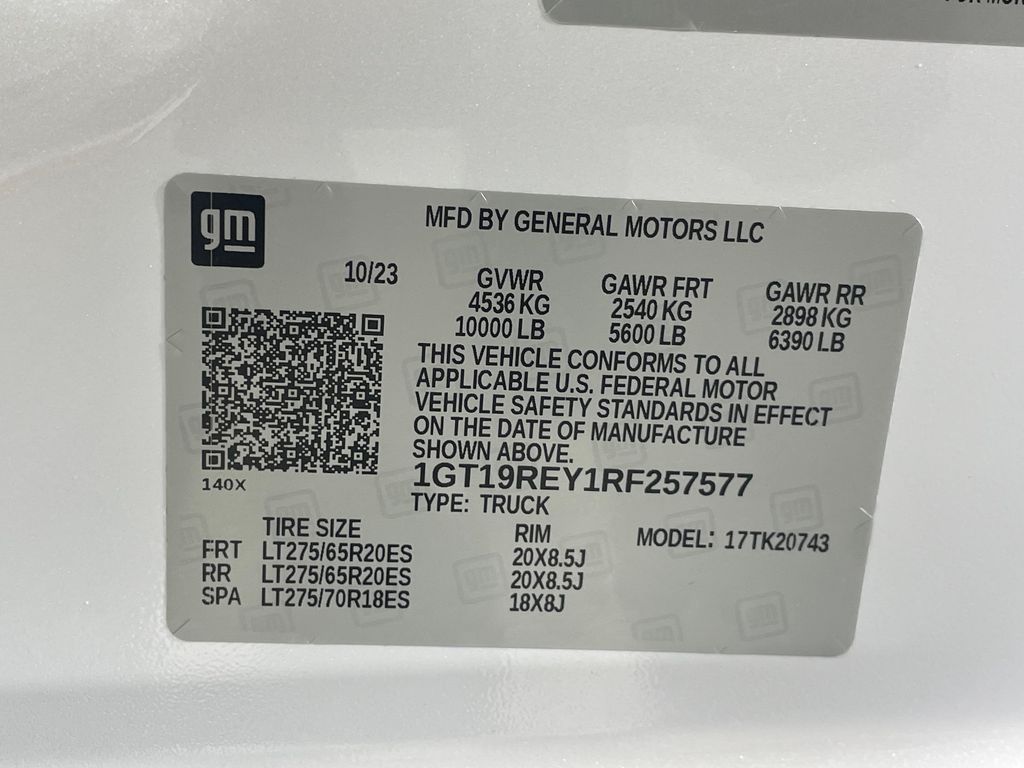 gm
MFD BY GENERAL MOTORS LLC
10/23
GVWR
4536 KG
10000 LB
GAWR FRT
2540 KG
5600 LB
GAWR RR
2898 KG
6390 LB
THIS VEHICLE CONFORMS TO ALL
APPLICABLE U.S. FEDERAL MOTOR
VEHICLE SAFETY STANDARDS IN EFFECT
ON THE DATE OF MANUFACTURE
SHOWN ABOVE.
1GT19REY1RF257577
TYPE: TRUCK
140X
TIRE SIZE RIM MODEL: 17TK20743
FRT LT275/65R20ES 20X8.5J
RR LT275/65R20ES 20X8.5J
SPA LT275/70R18ES 18X8J